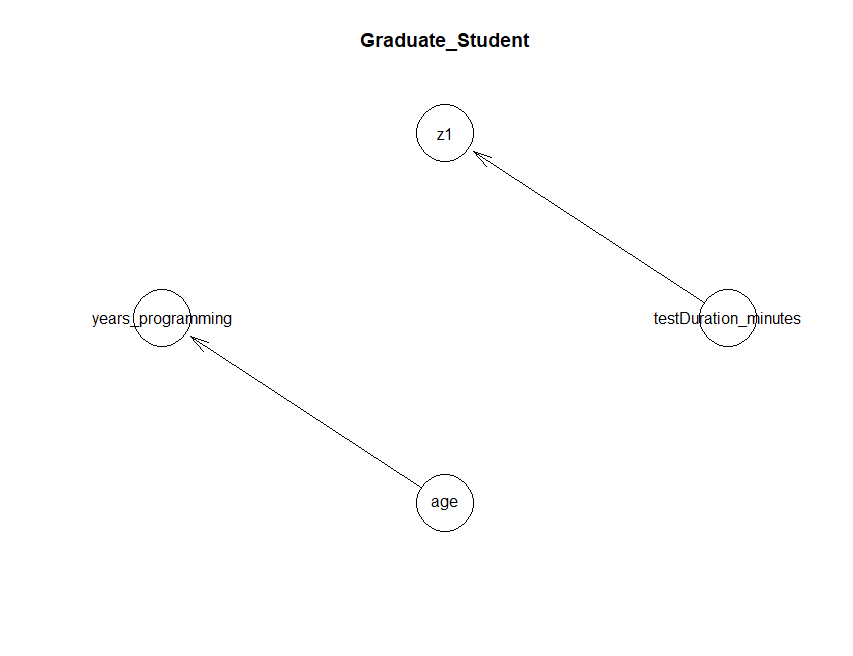 Graduate_Student
z1
years_programming
testDuration_minutes
age